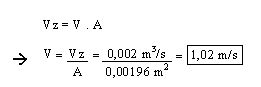 Vz = V . A
→ V = Vz / A = 0,002 m³/s / 0,00196 m² = 1,02 m/s